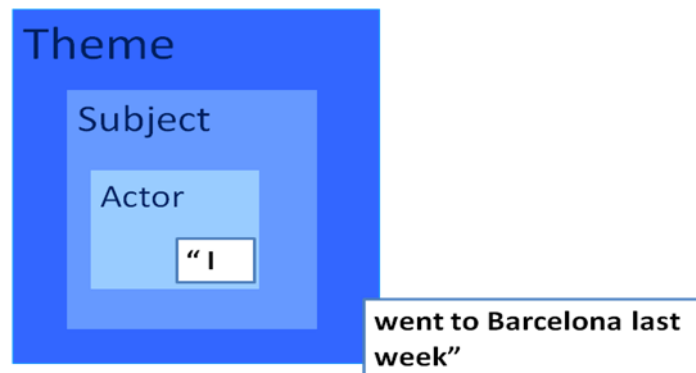 Theme
Subject
Actor
“ I
went to Barcelona last
week”